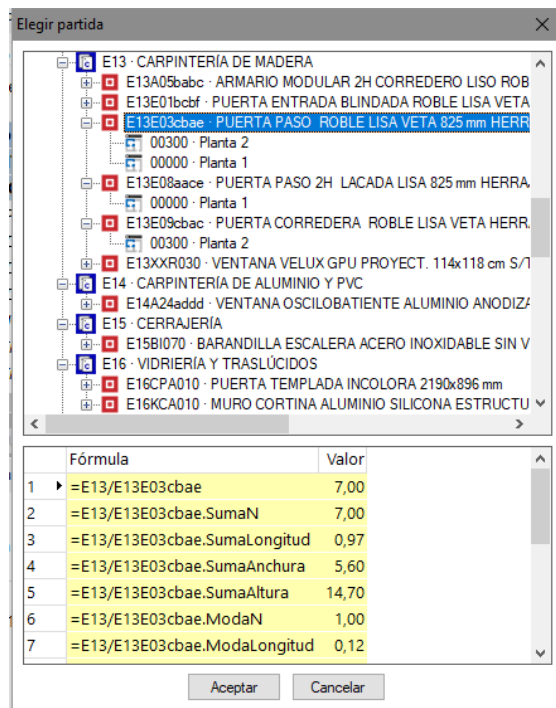 Elegir partida
E13 · CARPINTERÍA DE MADERA
E13A05babc · ARMARIO MODULAR 2H CORREDERO LISO ROB
E13E01bcbf · PUERTA ENTRADA BLINDADA ROBLE LISA VETA
E13E03cbae · PUERTA PASO  ROBLE LISA VETA 825 mm HERR
00300 · Planta 2
00000 · Planta 1
E13E08aace · PUERTA PASO 2H  LACADA LISA 825 mm HERRA
00000 · Planta 1
E13E09cbac · PUERTA CORREDERA  ROBLE LISA VETA HERR
00300 · Planta 2
E13XXR030 · VENTANA VELUX GPU PROYECT. 114x118 cm S/T
E14 · CARPINTERÍA DE ALUMINIO Y PVC
E14A24addd · VENTANA OSCILOBATIENTE ALUMINIO ANODIZA
E15 · CERRAJERÍA
E15BI070 · BARANDILLA ESCALERA ACERO INOXIDABLE SIN V
E16 · VIDRIERÍA Y TRASLÚCIDOS
E16CPA010 · PUERTA TEMPLADA INCOLORA 2190x896 mm
E16KCA010 · MURO CORTINA ALUMINIO SILICONA ESTRUCTU
Fórmula Valor
1 =E13/E13E03cbae 7,00
2 =E13/E13E03cbae.SumaN 7,00
3 =E13/E13E03cbae.SumaLongitud 0,97
4 =E13/E13E03cbae.SumaAnchura 5,60
5 =E13/E13E03cbae.SumaAltura 14,70
6 =E13/E13E03cbae.ModaN 1,00
7 =E13/E13E03cbae.ModaLongitud 0,12
Aceptar Cancelar